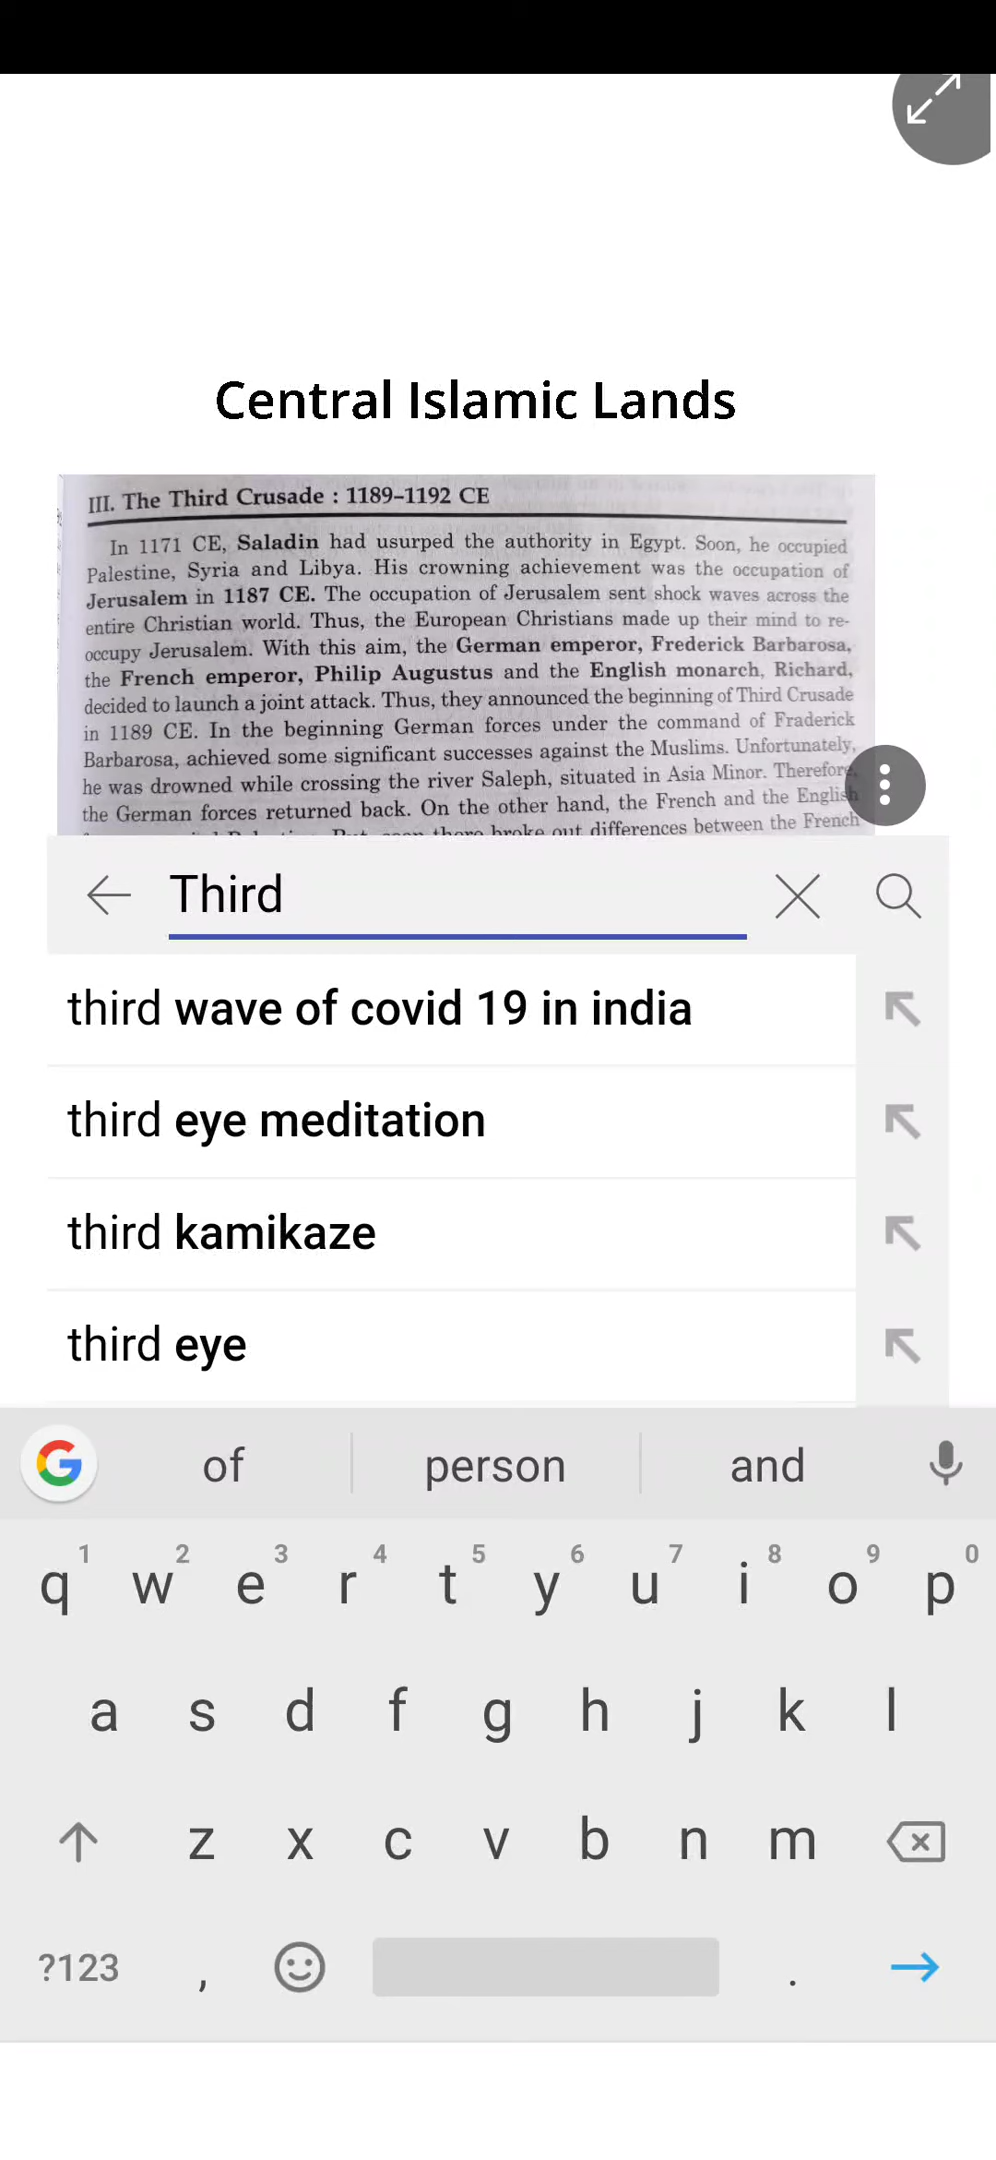 Central Islamic Lands
III. The Third Crusade : 1189–1192 CE
In 1171 CE, Saladin had usurped the authority in Egypt. Soon, he occupied
Palestine, Syria and Libya. His crowning achievement was the occupation of
Jerusalem in 1187 CE. The occupation of Jerusalem sent shock waves across the
entire Christian world. Thus, the European Christians made up their mind to re-
occupy Jerusalem. With this aim, the German emperor, Frederick Barbarosa,
the French emperor, Philip Augustus and the English monarch, Richard,
decided to launch a joint attack. Thus, they announced the beginning of Third Crusade
in 1189 CE. In the beginning German forces under the command of Fraderick
Barbarosa, achieved some significant successes against the Muslims. Unfortunately,
he was drowned while crossing the river Saleph, situated in Asia Minor. Therefore,
the German forces returned back. On the other hand, the French and the English
there broke out differences between the French
Third
third wave of covid 19 in india
third eye meditation
third kamikaze
third eye
of person and
1 2 3 4 5 6 7 8 9 0
q w e r t y u i o p
a s d f g h j k l
z x c v b n m
?123 , .